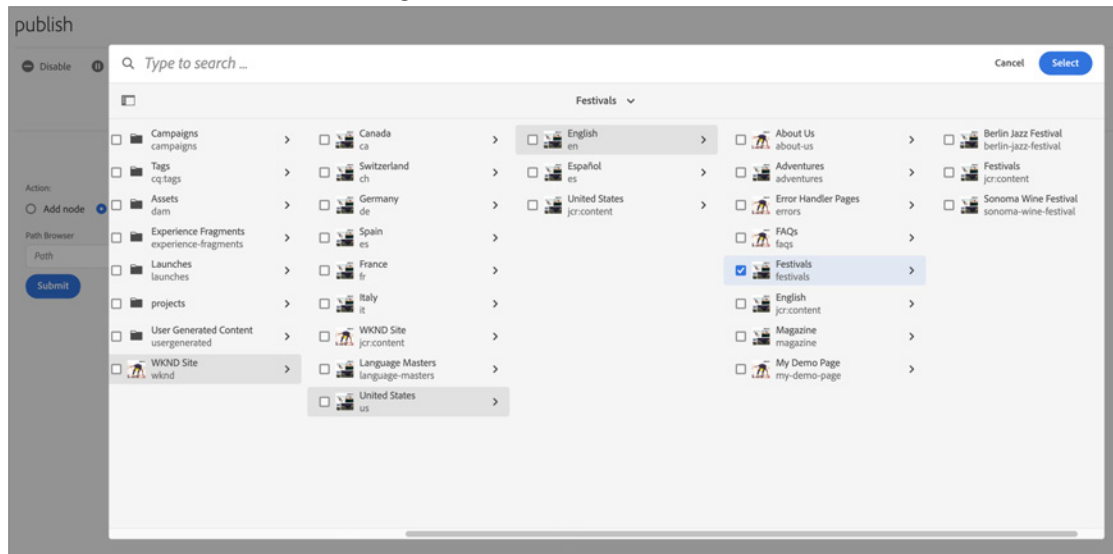 publish
Disable
Type to search ...
Cancel
Select
Festivals
Action:
Add node
Path Browser
Path
Submit
Campaigns
campaigns
Tags
cq:tags
Assets
dam
Experience Fragments
experience-fragments
Launches
launches
projects
User Generated Content
usergenerated
WKND Site
wknd
Canada
ca
Switzerland
ch
Germany
de
Spain
es
France
fr
Italy
it
WKND Site
jcr:content
Language Masters
language-masters
United States
us
English
en
Español
es
United States
jcr:content
About Us
about-us
Adventures
adventures
Error Handler Pages
errors
FAQs
faqs
Festivals
festivals
English
jcr:content
Magazine
magazine
My Demo Page
my-demo-page
Berlin Jazz Festival
berlin-jazz-festival
Festivals
jcr:content
Sonoma Wine Festival
sonoma-wine-festival